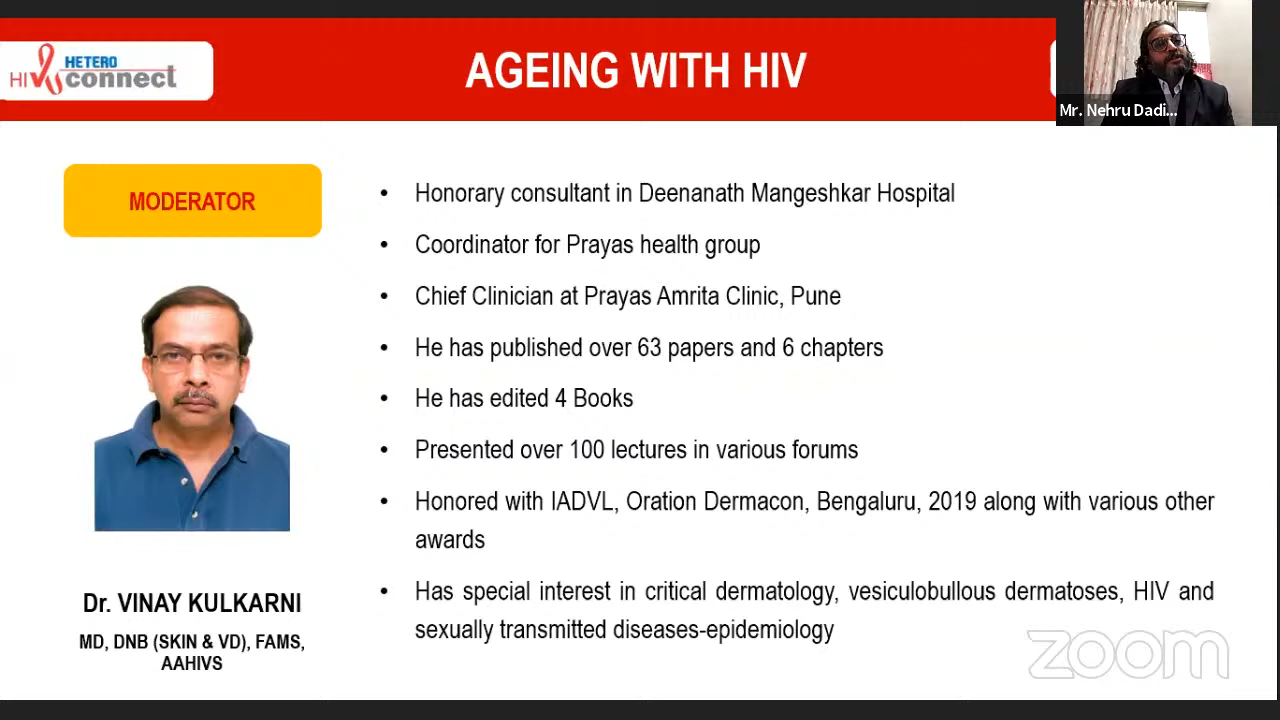 HETERO
HIV connect
AGEING WITH HIV
Mr. Nehru Dadi...
MODERATOR
• Honorary consultant in Deenanath Mangeshkar Hospital
• Coordinator for Prayas health group
• Chief Clinician at Prayas Amrita Clinic, Pune
• He has published over 63 papers and 6 chapters
• He has edited 4 Books
• Presented over 100 lectures in various forums
• Honored with IADVL, Oration Dermacon, Bengaluru, 2019 along with various other
awards
• Has special interest in critical dermatology, vesiculobullous dermatoses, HIV and
sexually transmitted diseases-epidemiology
Dr. VINAY KULKARNI
MD, DNB (SKIN & VD), FAMS,
AAHIVS
zoom